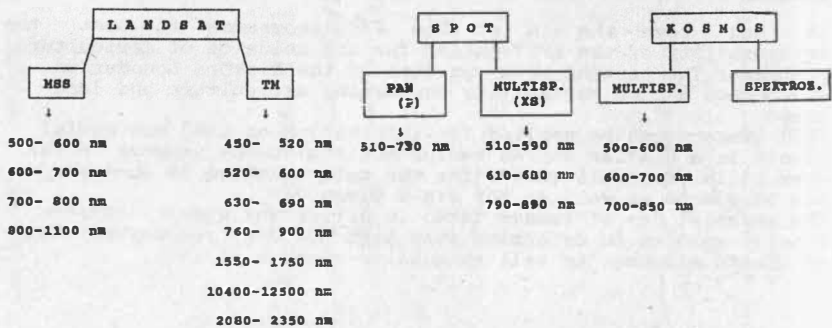 LANDSAT SPOT KOSMOS
MSS TM PAN MULTISP. MULTISP. SPEKTROZ.
(P) (XS)
500- 600 nm 450- 520 nm 510-730 nm 510-590 nm 500-600 nm
600- 700 nm 520- 600 nm 610-680 nm 600-700 nm
700- 800 nm 630- 690 nm 790-890 nm 700-850 nm
800-1100 nm 760- 900 nm
1550- 1750 nm
10400-12500 nm
2080- 2350 nm